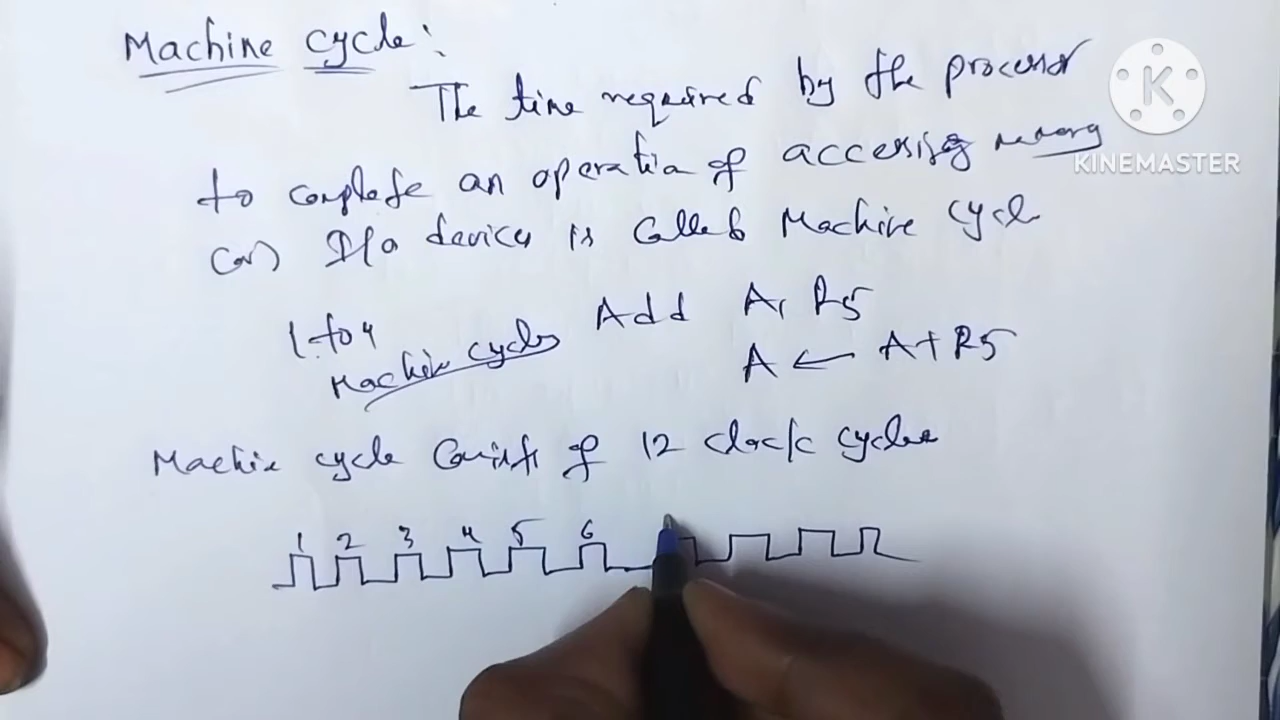 Machine cycle:
The time required by the processor
to complete an operation of accessing memory
(or) I/o device is called Machine cycle
1 to 4
Machine cycles
Add A, R5
A ← A+R5
Machine cycle consists of 12 clock cycles
1 2 3 4 5 6
K
KINEMASTER